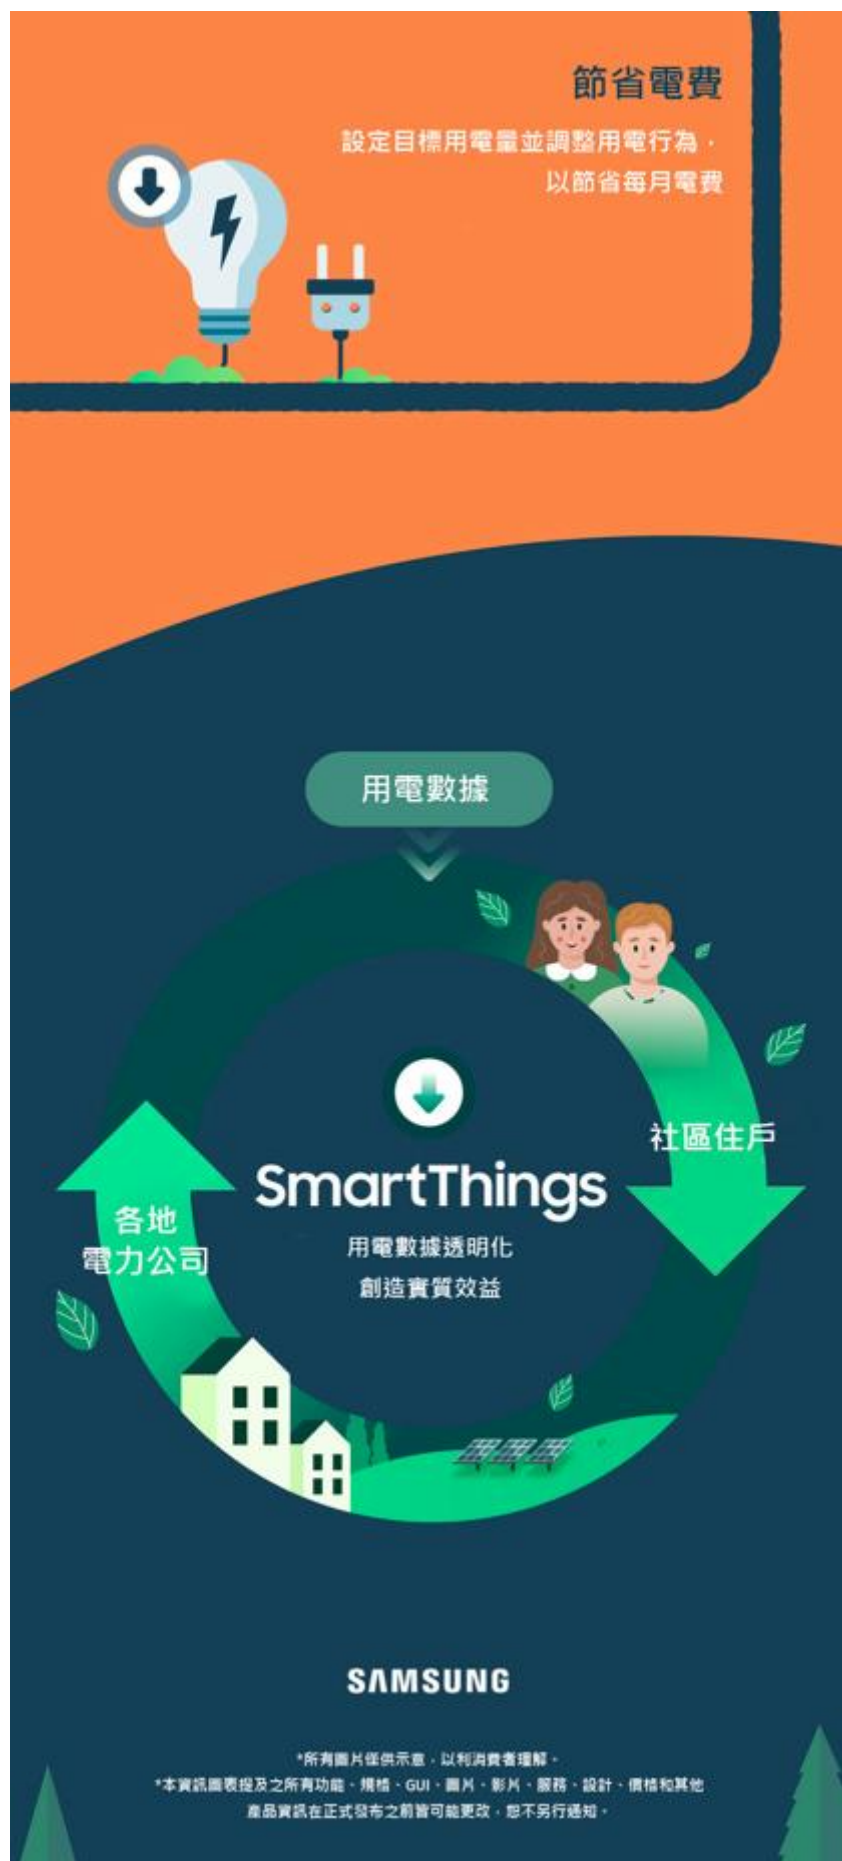 節省電費
設定目標用電量並調整用電行為，
以節省每月電費
用電數據
社區住戶
SmartThings
用電數據透明化
創造實質效益
各地
電力公司
SAMSUNG
*所有圖片僅供示意，以利消費者理解。
*本資訊圖表提及之所有功能、規格、GUI、圖片、影片、服務、設計、價格和其他
產品資訊在正式發布之前皆可能更改，恕不另行通知。